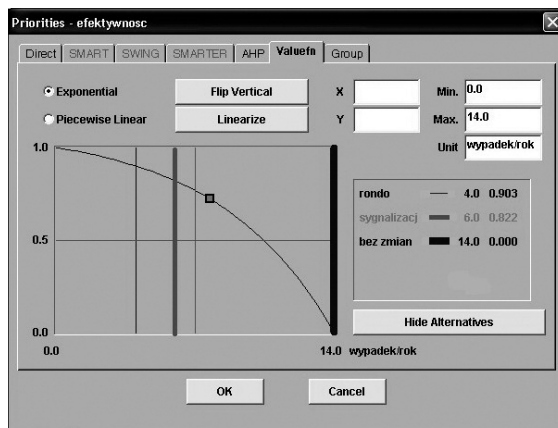 Priorities - efektywnosc
Direct SMART SWING SMARTER AHP Valuefn Group
Exponential Flip Vertical X Min. 0.0
Piecewise Linear Linearize Y Max. 14.0
Unit wypadek/rok
1.0
rondo 4.0 0.903
sygnalizacj 6.0 0.822
0.5 bez zmian 14.0 0.000
0.0 Hide Alternatives
0.0 14.0 wypadek/rok
OK Cancel